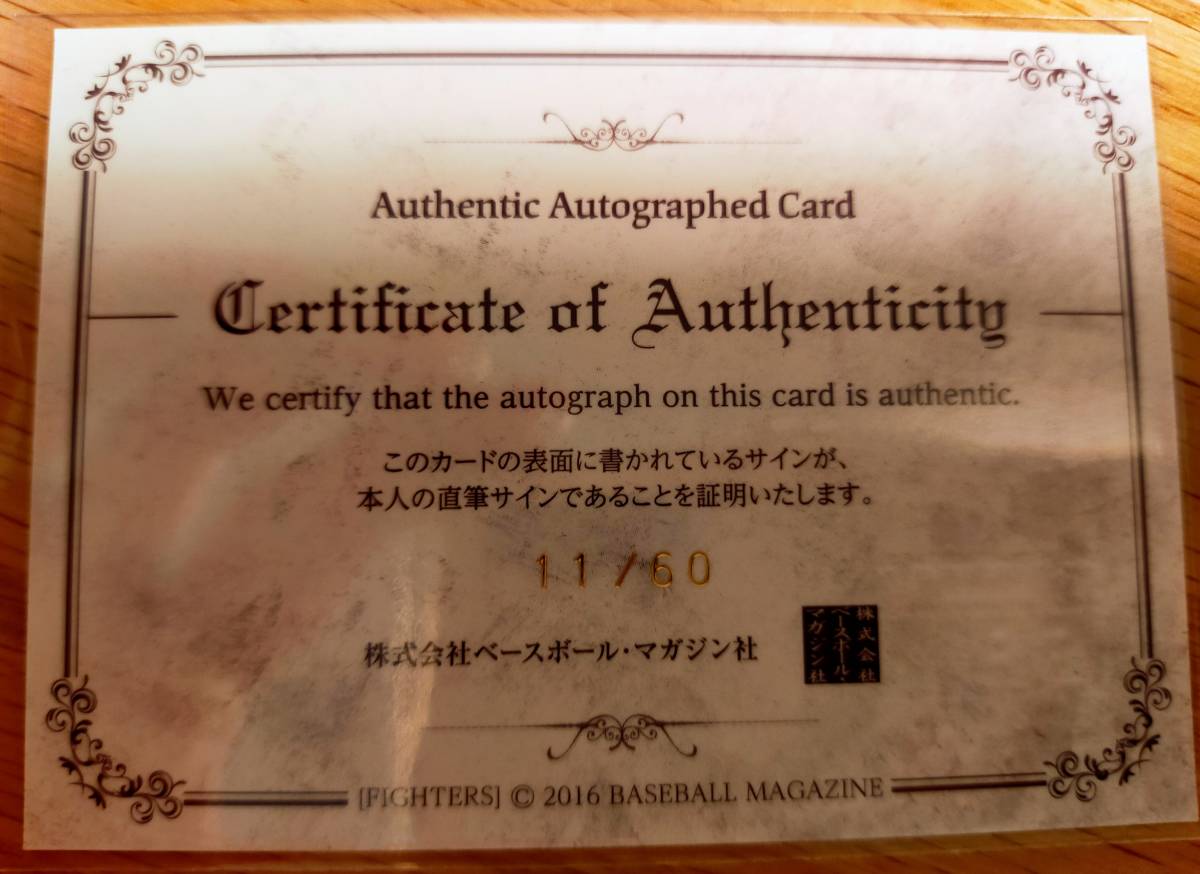 Authentic Autographed Card
Certificate of Authenticity
We certify that the autograph on this card is authentic.
このカードの表面に書かれているサインが、
本人の直筆サインであることを証明いたします。
11/60
株式会社ベースボール・マガジン社
株式会社
ベースボール・
マガジン社
[FIGHTERS] © 2016 BASEBALL MAGAZINE